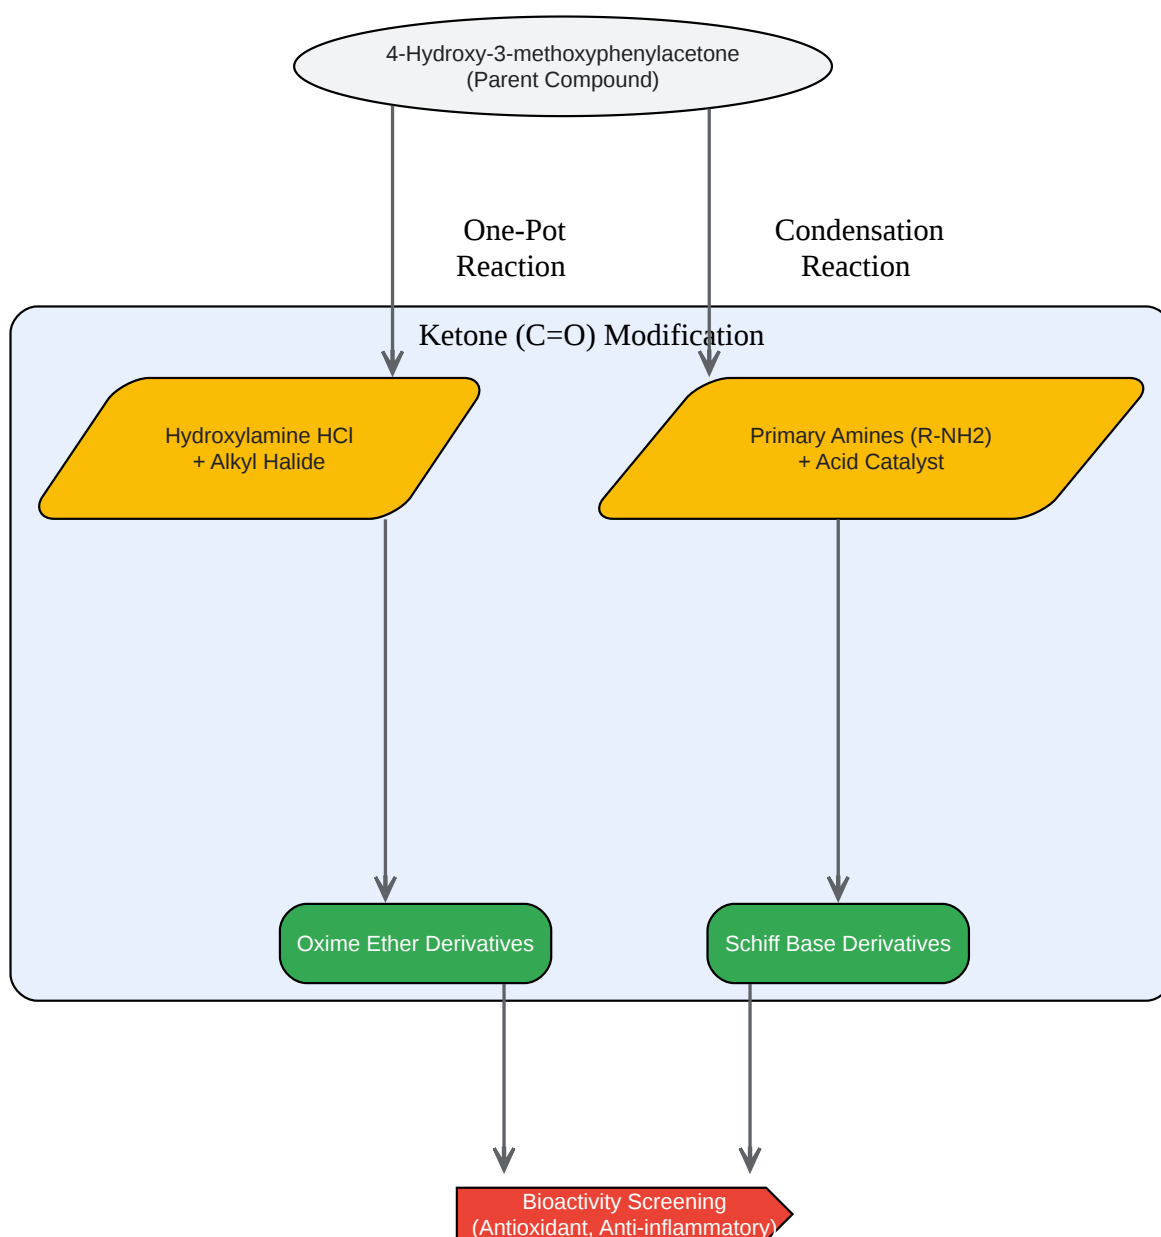 4-Hydroxy-3-methoxyphenylacetone
(Parent Compound)
One-Pot
Reaction
Condensation
Reaction
Ketone (C=O) Modification
Hydroxylamine HCl
+ Alkyl Halide
Primary Amines (R-NH2)
+ Acid Catalyst
Oxime Ether Derivatives
Schiff Base Derivatives
Bioactivity Screening
(Antioxidant, Anti-inflammatory)